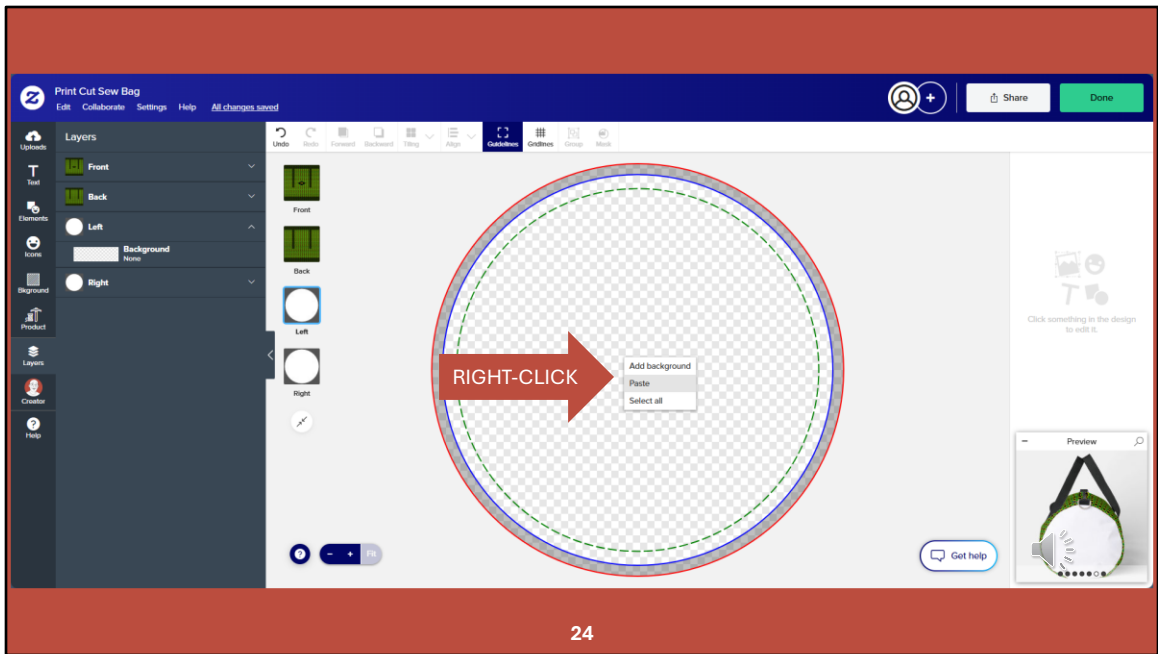 Print Cut Sew Bag
Edit Collaborate Settings Help All changes saved
Share
Done
Uploads
Text
Elements
Icons
Bkground
Product
Layers
Creator
Help
Layers
Front
Back
Left
Background
None
Right
Undo Redo Forward Backward Tiling Align Guidelines Gridlines Group Mask
Front
Back
Left
Right
Fit
RIGHT-CLICK
Add background
Paste
Select all
Click something in the design
to edit it.
Preview
Get help
24